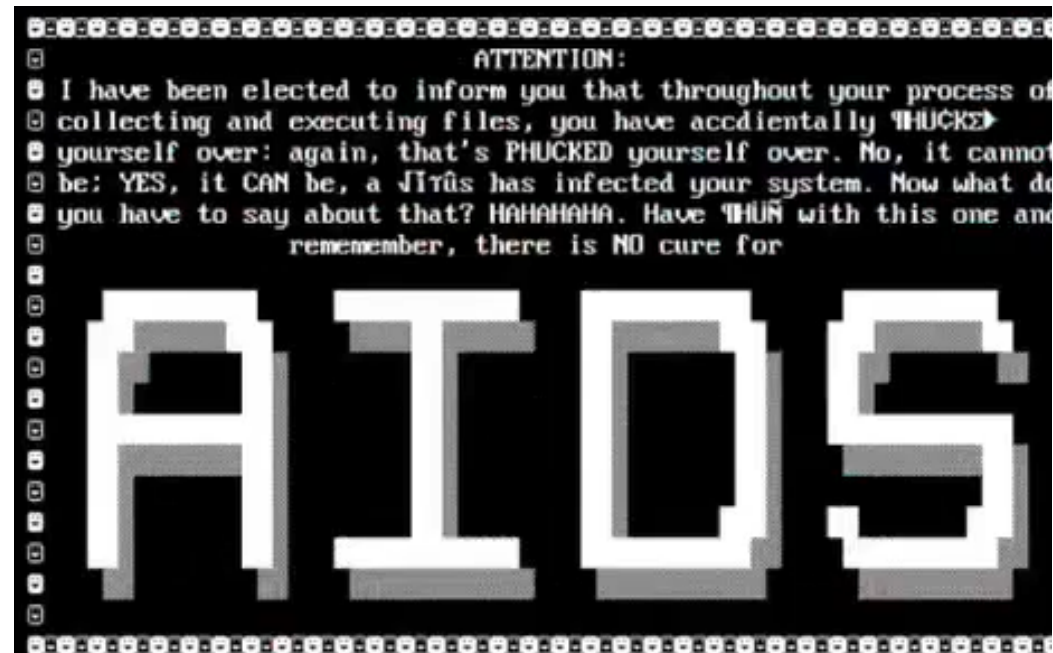 ATTENTION:
I have been elected to inform you that throughout your process of
collecting and executing files, you have accdientally ¶HÜ¢KΣ►
yourself over: again, that's PHUCKED yourself over. No, it cannot
be; YES, it CAN be, a √Iτûs has infected your system. Now what do
you have to say about that? HAHAHAHA. Have ¶HÜÑ with this one and
rememember, there is NO cure for
AIDS